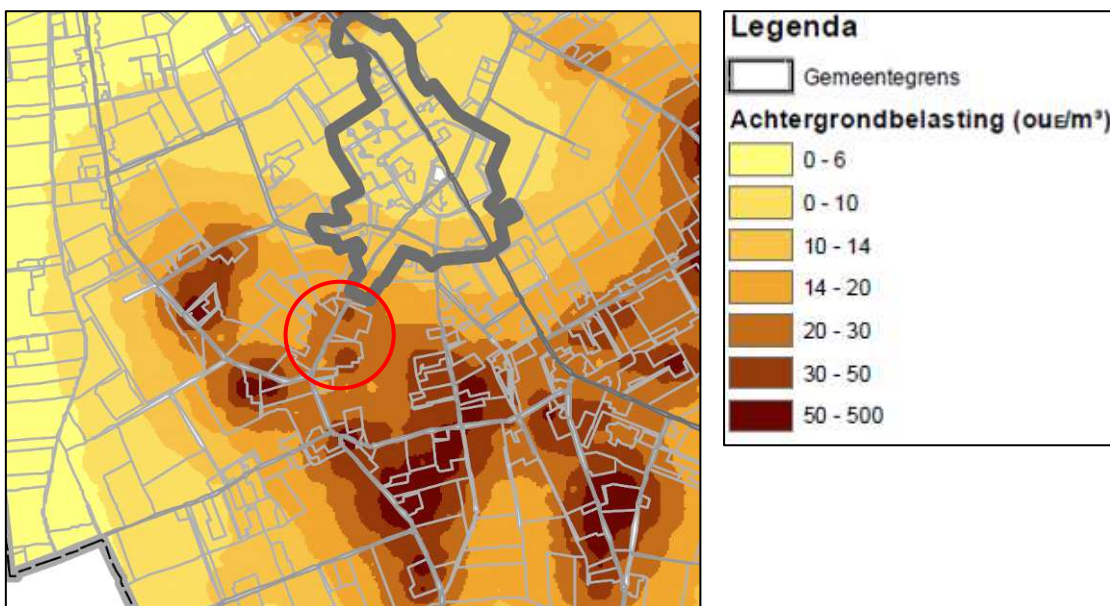 Legenda
Gemeentegrens
Achtergrondbelasting (ouE/m³)
0 - 6
0 - 10
10 - 14
14 - 20
20 - 30
30 - 50
50 - 500